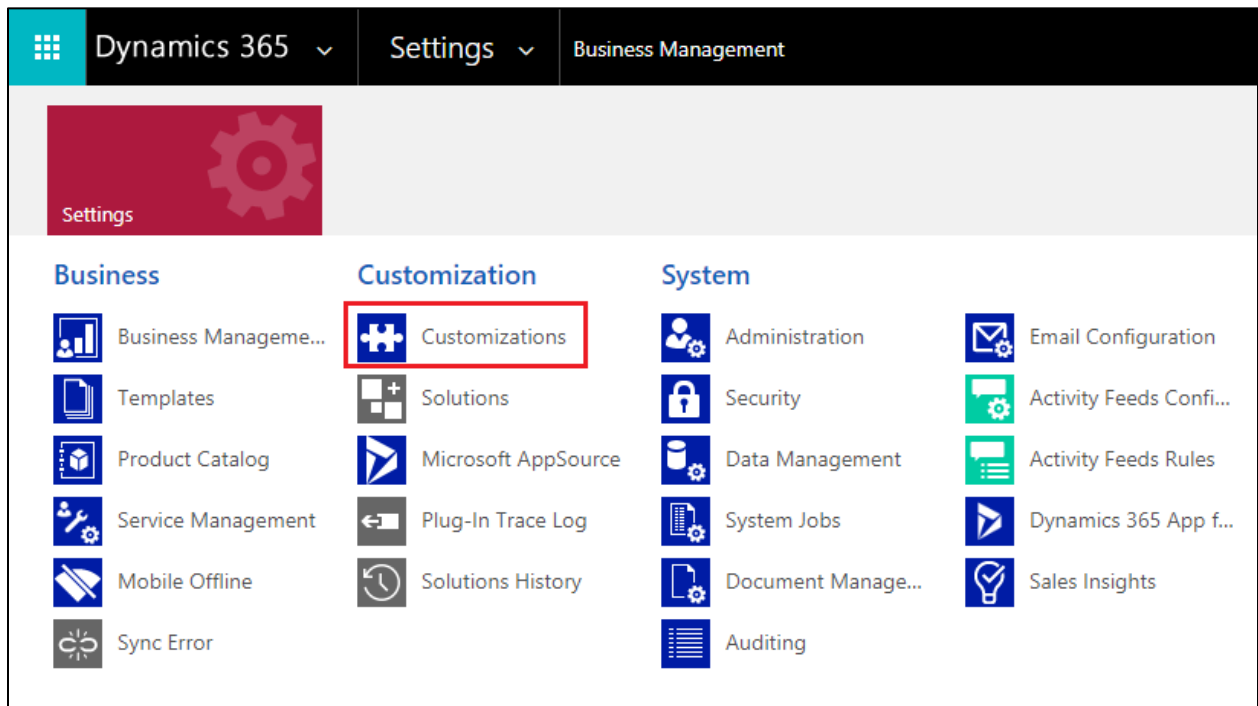 Dynamics 365
Settings
Business Management
Settings
Business
Business Manageme...
Templates
Product Catalog
Service Management
Mobile Offline
Sync Error
Customization
Customizations
Solutions
Microsoft AppSource
Plug-In Trace Log
Solutions History
System
Administration
Security
Data Management
System Jobs
Document Manage...
Auditing
Email Configuration
Activity Feeds Confi...
Activity Feeds Rules
Dynamics 365 App f...
Sales Insights